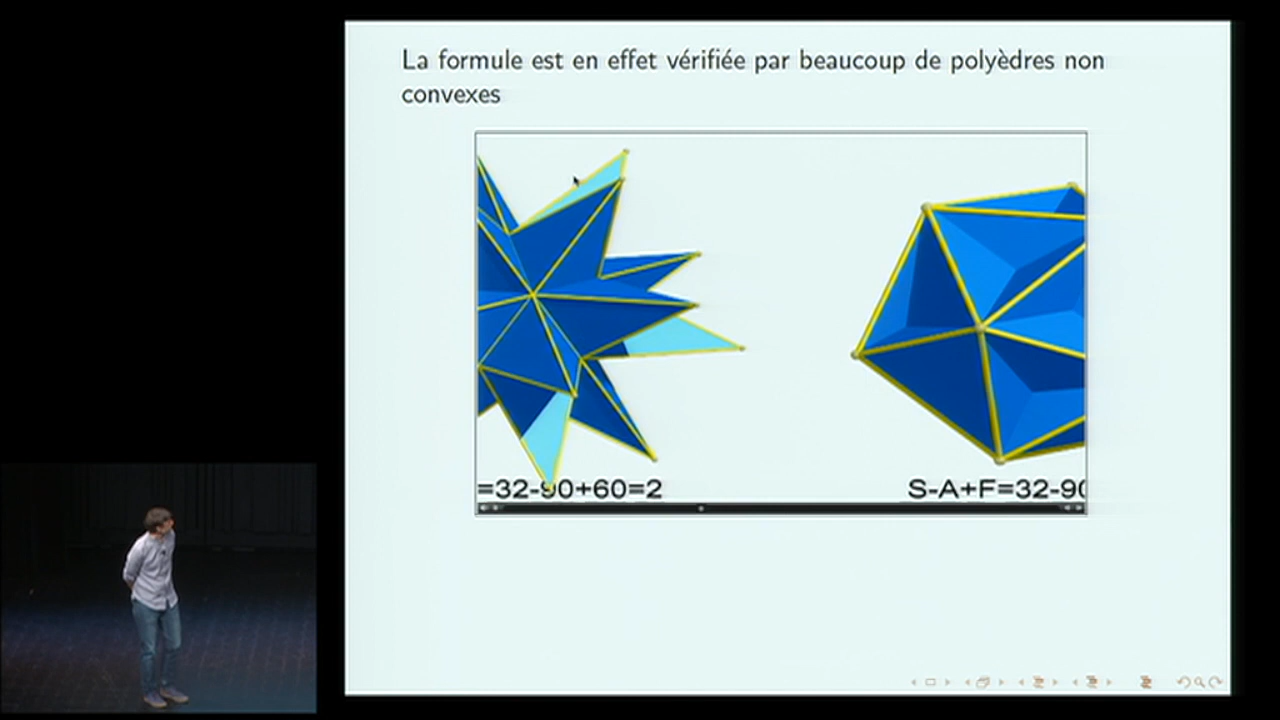 La formule est en effet vérifiée par beaucoup de polyèdres non
convexes
=32-90+60=2
S-A+F=32-90